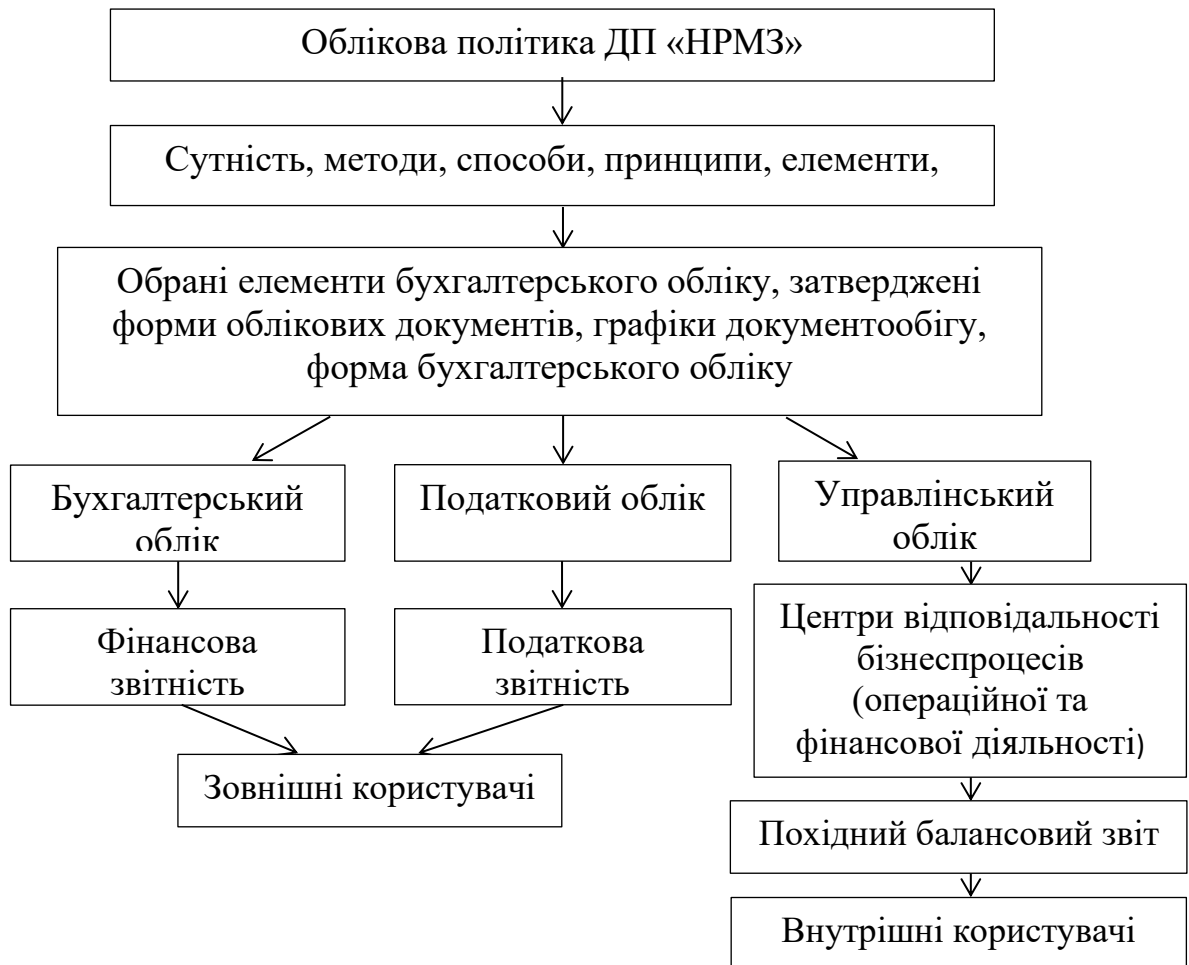 Облікова політика ДП «НРМЗ»
Сутність, методи, способи, принципи, елементи,
Обрані елементи бухгалтерського обліку, затверджені
форми облікових документів, графіки документообігу,
форма бухгалтерського обліку
Бухгалтерський
облік
Податковий облік
Управлінський
облік
Фінансова
звітність
Податкова
звітність
Центри відповідальності
бізнеспроцесів
(операційної та
фінансової діяльності)
Зовнішні користувачі
Похідний балансовий звіт
Внутрішні користувачі